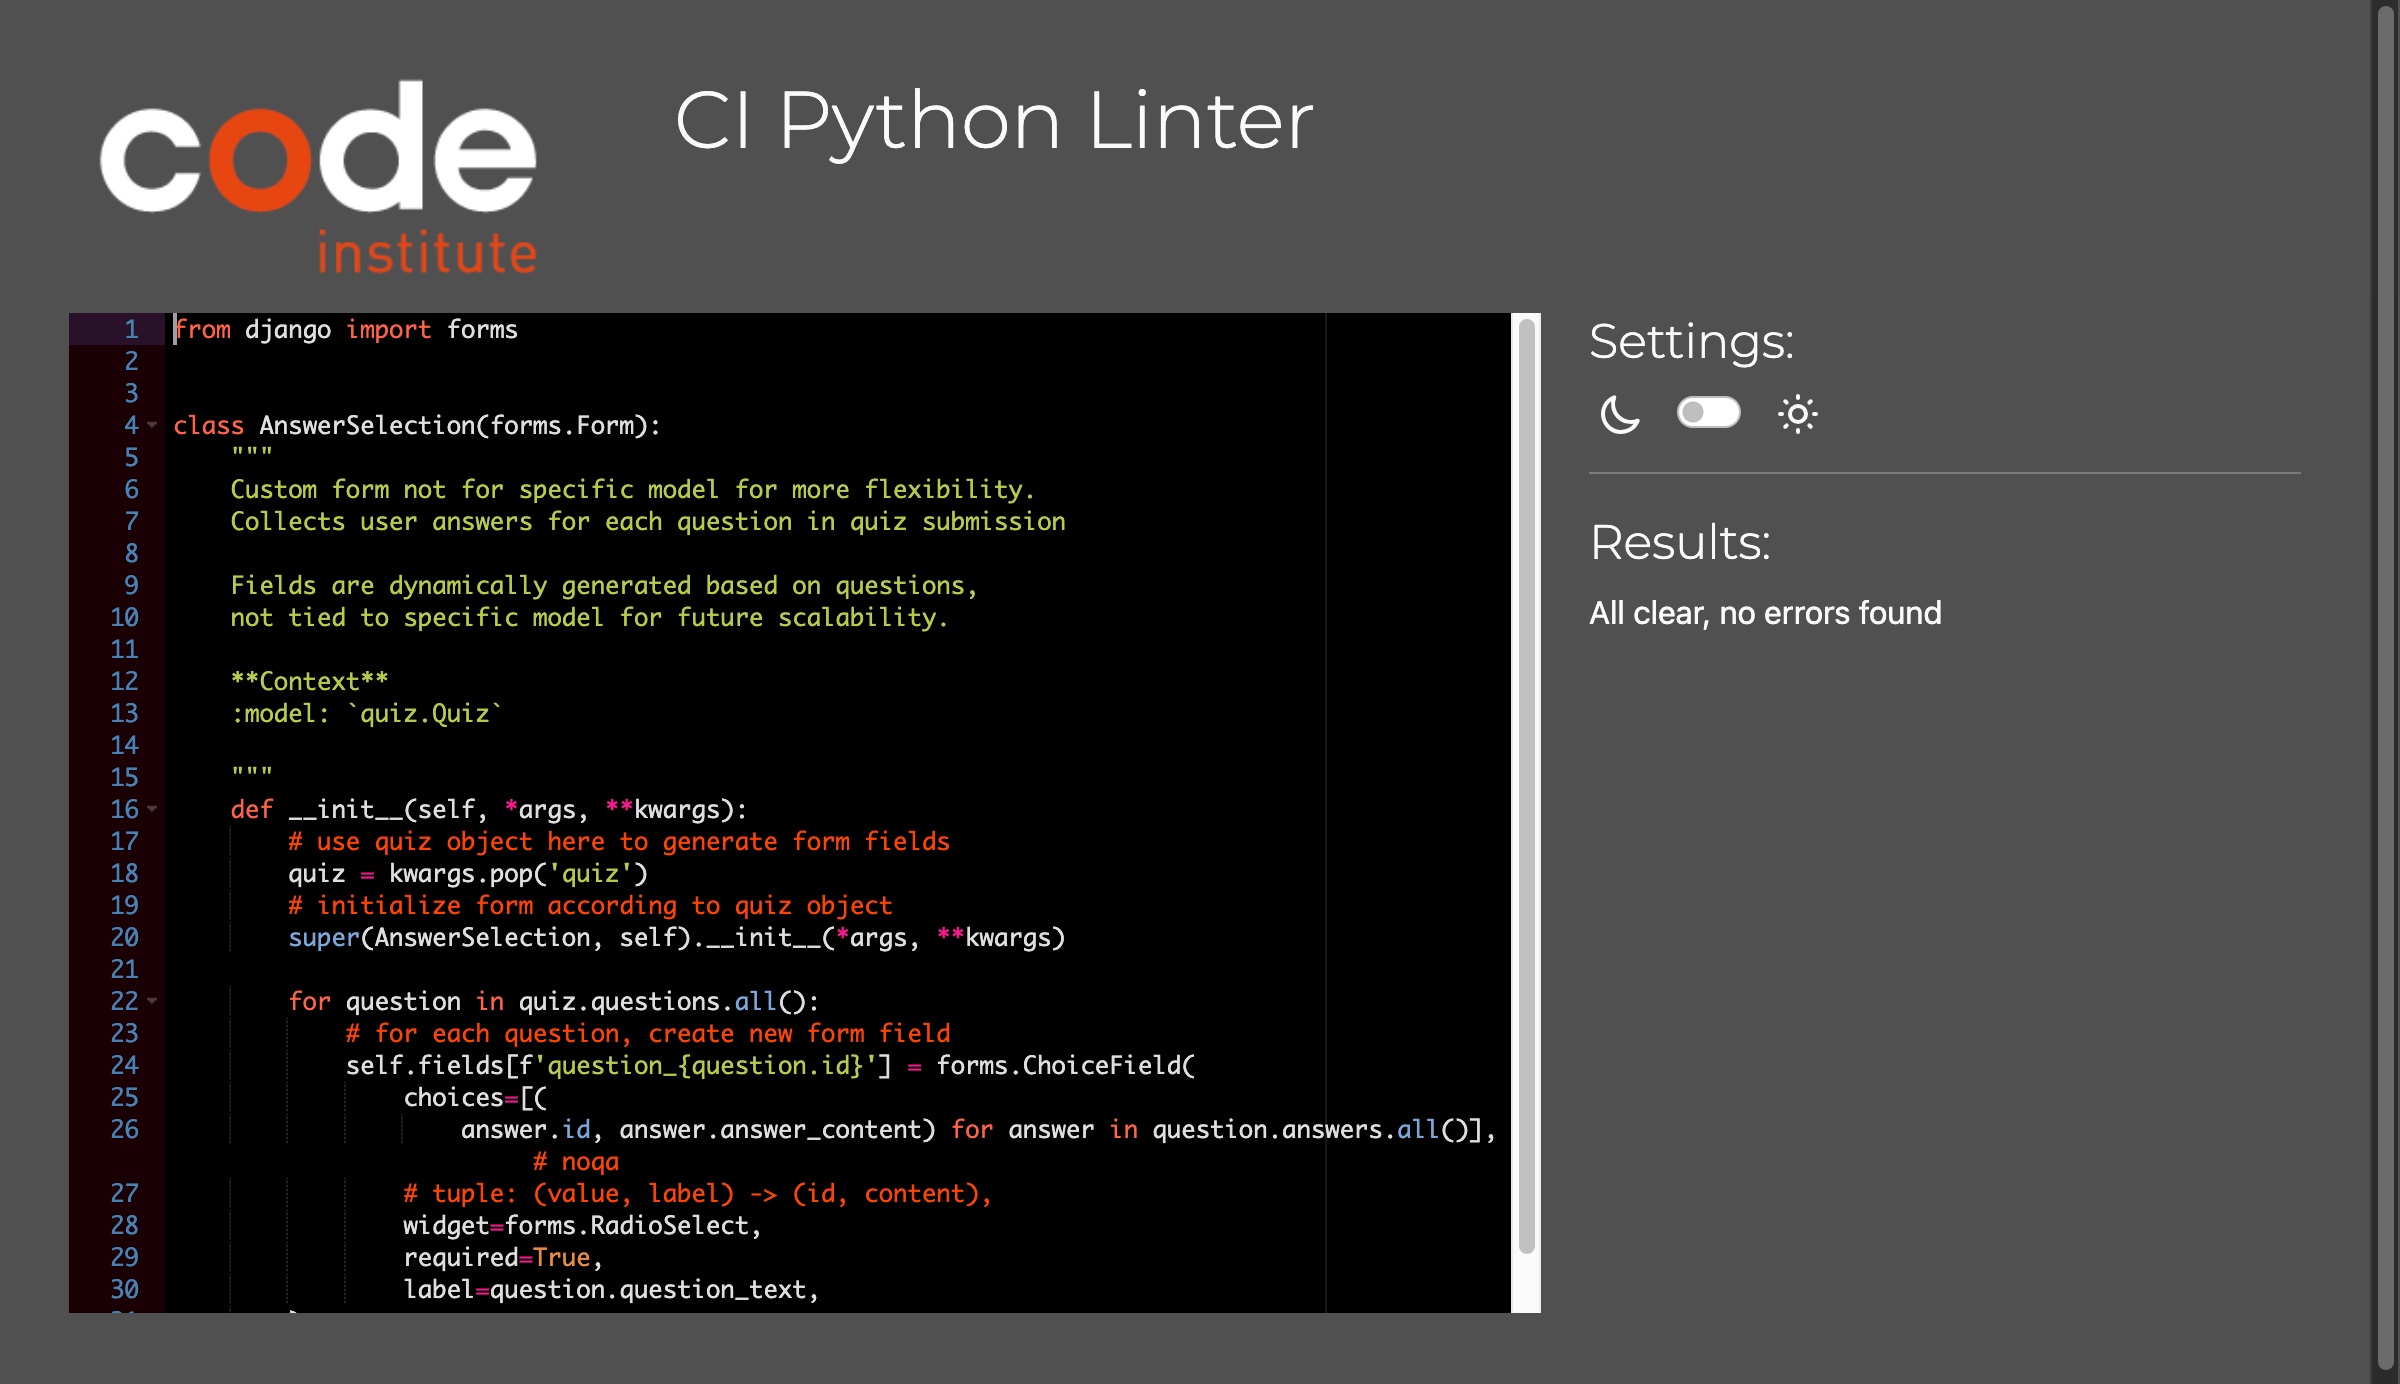 code
institute
CI Python Linter
1 from django import forms
2
3
4 class AnswerSelection(forms.Form):
5     """
6     Custom form not for specific model for more flexibility.
7     Collects user answers for each question in quiz submission
8
9     Fields are dynamically generated based on questions,
10     not tied to specific model for future scalability.
11
12     **Context**
13     :model: `quiz.Quiz`
14
15     """
16     def __init__(self, *args, **kwargs):
17         # use quiz object here to generate form fields
18         quiz = kwargs.pop('quiz')
19         # initialize form according to quiz object
20         super(AnswerSelection, self).__init__(*args, **kwargs)
21
22         for question in quiz.questions.all():
23             # for each question, create new form field
24             self.fields[f'question_{question.id}'] = forms.ChoiceField(
25                 choices=[(
26                     answer.id, answer.answer_content) for answer in question.answers.all()],
# noqa
27                 # tuple: (value, label) -> (id, content),
28                 widget=forms.RadioSelect,
29                 required=True,
30                 label=question.question_text,
Settings:
Results:
All clear, no errors found